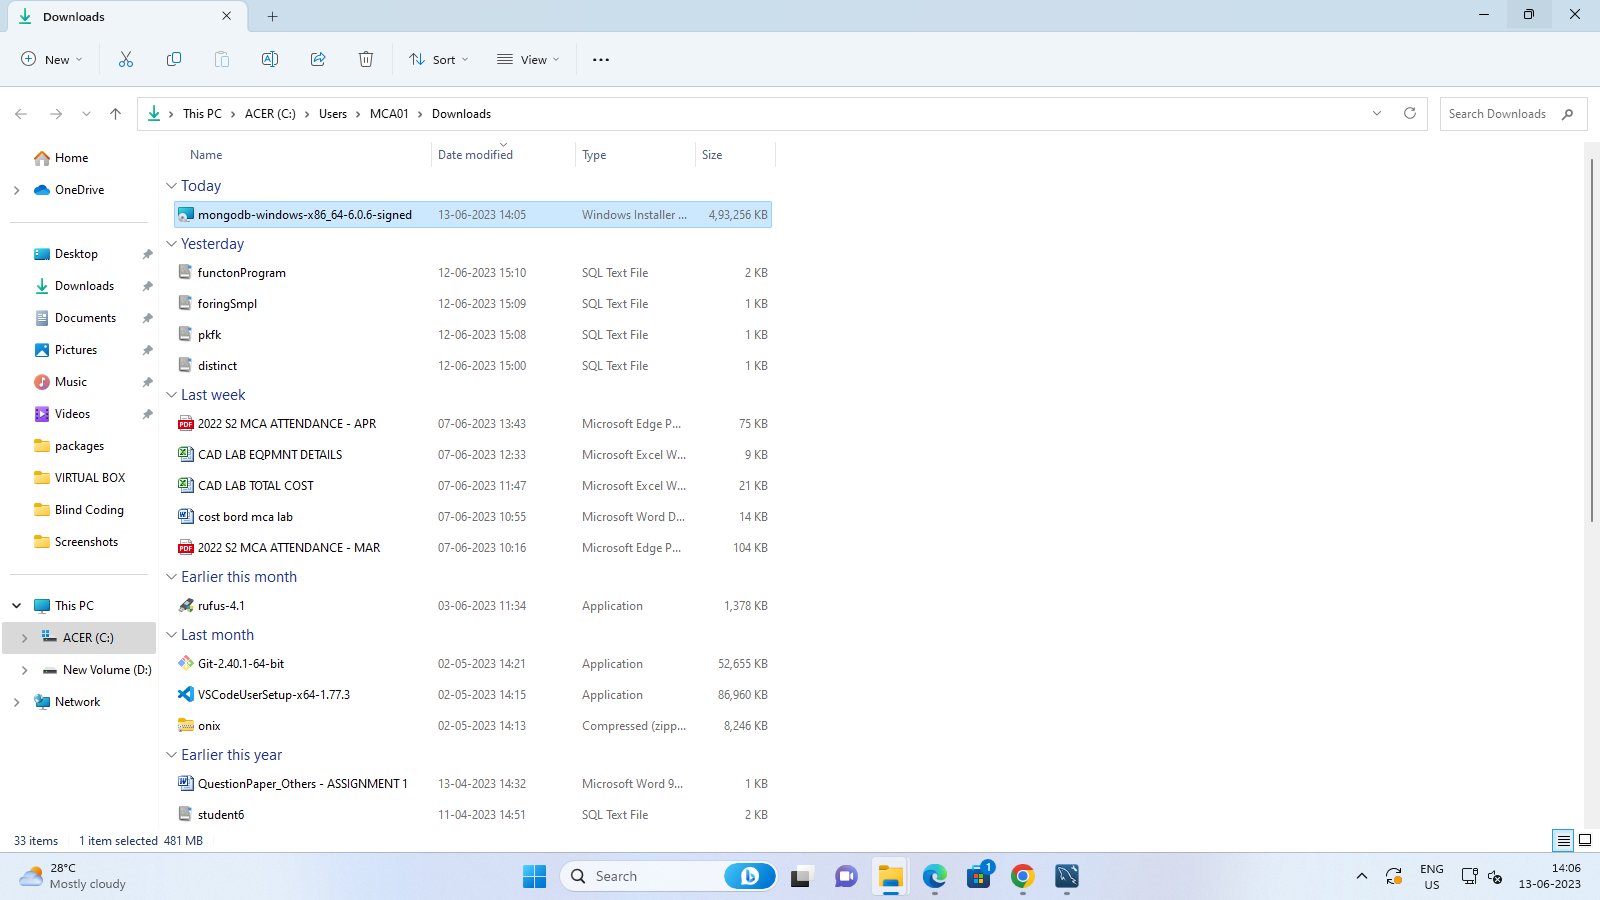 Downloads
New
Sort
View
This PC
ACER (C:)
Users
MCA01
Downloads
Search Downloads
Home
OneDrive
Desktop
Downloads
Documents
Pictures
Music
Videos
packages
VIRTUAL BOX
Blind Coding
Screenshots
This PC
ACER (C:)
New Volume (D:)
Network
Name Date modified Type Size
Today
mongodb-windows-x86_64-6.0.6-signed 13-06-2023 14:05 Windows Installer ... 4,93,256 KB
Yesterday
functonProgram 12-06-2023 15:10 SQL Text File 2 KB
foringSmpl 12-06-2023 15:09 SQL Text File 1 KB
pkfk 12-06-2023 15:08 SQL Text File 1 KB
distinct 12-06-2023 15:00 SQL Text File 1 KB
Last week
PDF 2022 S2 MCA ATTENDANCE - APR 07-06-2023 13:43 Microsoft Edge P... 75 KB
CAD LAB EQPMNT DETAILS 07-06-2023 12:33 Microsoft Excel W... 9 KB
CAD LAB TOTAL COST 07-06-2023 11:47 Microsoft Excel W... 21 KB
cost bord mca lab 07-06-2023 10:55 Microsoft Word D... 14 KB
PDF 2022 S2 MCA ATTENDANCE - MAR 07-06-2023 10:16 Microsoft Edge P... 104 KB
Earlier this month
rufus-4.1 03-06-2023 11:34 Application 1,378 KB
Last month
Git-2.40.1-64-bit 02-05-2023 14:21 Application 52,655 KB
VSCodeUserSetup-x64-1.77.3 02-05-2023 14:15 Application 86,960 KB
onix 02-05-2023 14:13 Compressed (zipp... 8,246 KB
Earlier this year
QuestionPaper_Others - ASSIGNMENT 1 13-04-2023 14:32 Microsoft Word 9... 1 KB
student6 11-04-2023 14:51 SQL Text File 2 KB
33 items 1 item selected 481 MB
28°C
Mostly cloudy
Search
1
ENG
US
14:06
13-06-2023